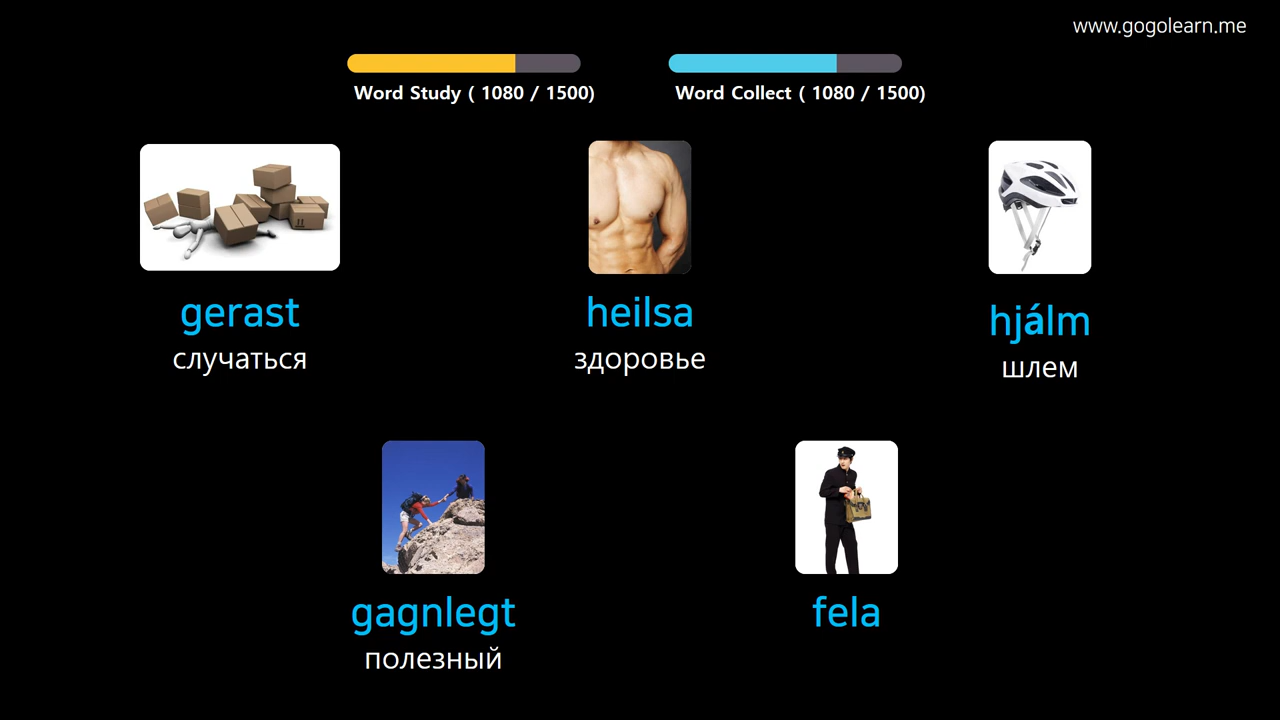 www.gogolearn.me
Word Study ( 1080 / 1500)
Word Collect ( 1080 / 1500)
gerast
случаться
heilsa
здоровье
hjálm
шлем
gagnlegt
полезный
fela